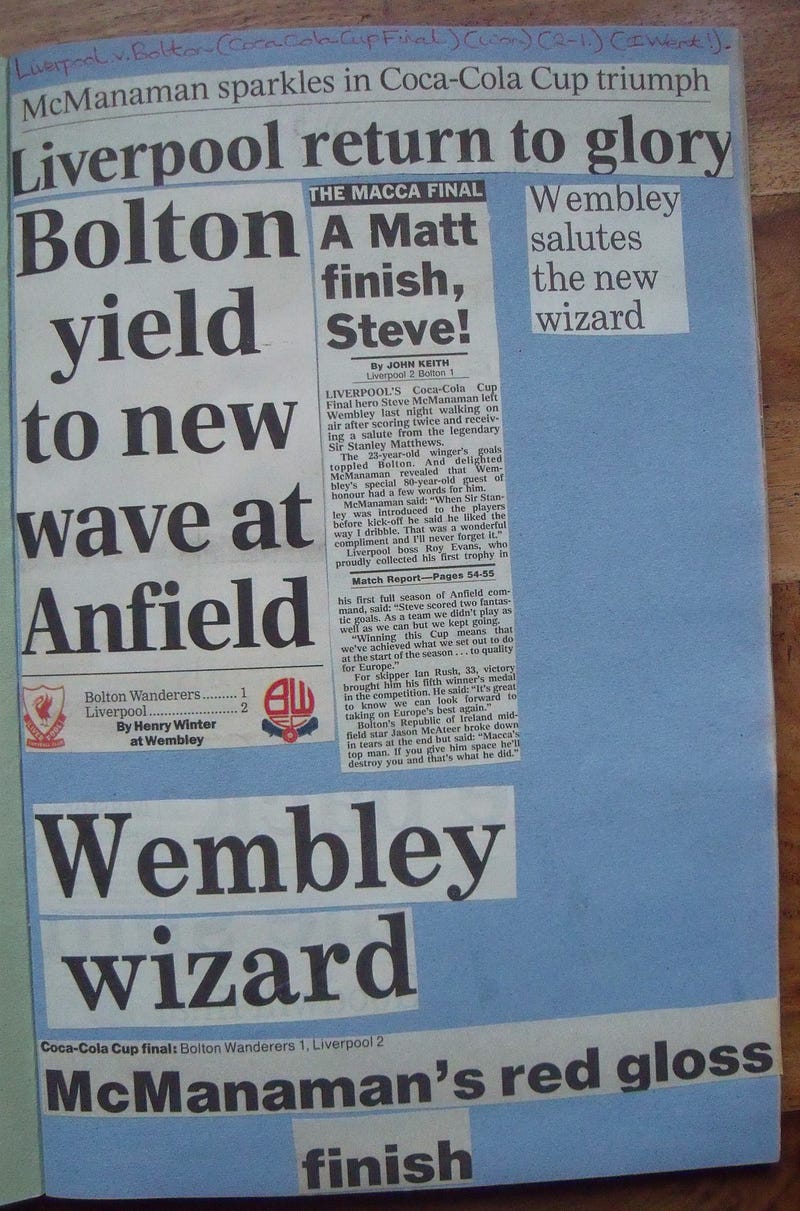 Liverpool v. Bolton (Coca Cola Cup Final) (won) (2-1.) (I Went!).
McManaman sparkles in Coca-Cola Cup triumph
Liverpool return to glory
Bolton
yield
to new
wave at
Anfield
Bolton Wanderers......... 1
Liverpool....................... 2
By Henry Winter
at Wembley
THE MACCA FINAL
A Matt
finish,
Steve!
By JOHN KEITH
Liverpool 2 Bolton 1
LIVERPOOL'S Coca-Cola Cup
Final hero Steve McManaman left
Wembley last night walking on
air after scoring twice and receiv-
ing a salute from the legendary
Sir Stanley Matthews.
The 23-year-old winger's goals
toppled Bolton. And delighted
McManaman revealed that Wem-
bley's special 80-year-old guest of
honour had a few words for him.
McManaman said: "When Sir Stan-
ley was introduced to the players
before kick-off he said he liked the
way I dribble. That was a wonderful
compliment and I'll never forget it."
Liverpool boss Roy Evans, who
proudly collected his first trophy in
Match Report—Pages 54-55
his first full season of Anfield com-
mand, said: "Steve scored two fantas-
tic goals. As a team we didn't play as
well as we can but we kept going.
"Winning this Cup means that
we've achieved what we set out to do
at the start of the season . . . to qualify
for Europe."
For skipper Ian Rush, 33, victory
brought him his fifth winner's medal
in the competition. He said: "It's great
to know we can look forward to
taking on Europe's best again."
Bolton's Republic of Ireland mid-
field star Jason McAteer broke down
in tears at the end but said: "Macca's
top man. If you give him space he'll
destroy you and that's what he did."
Wembley
salutes
the new
wizard
Wembley
wizard
Coca-Cola Cup final: Bolton Wanderers 1, Liverpool 2
McManaman's red gloss
finish